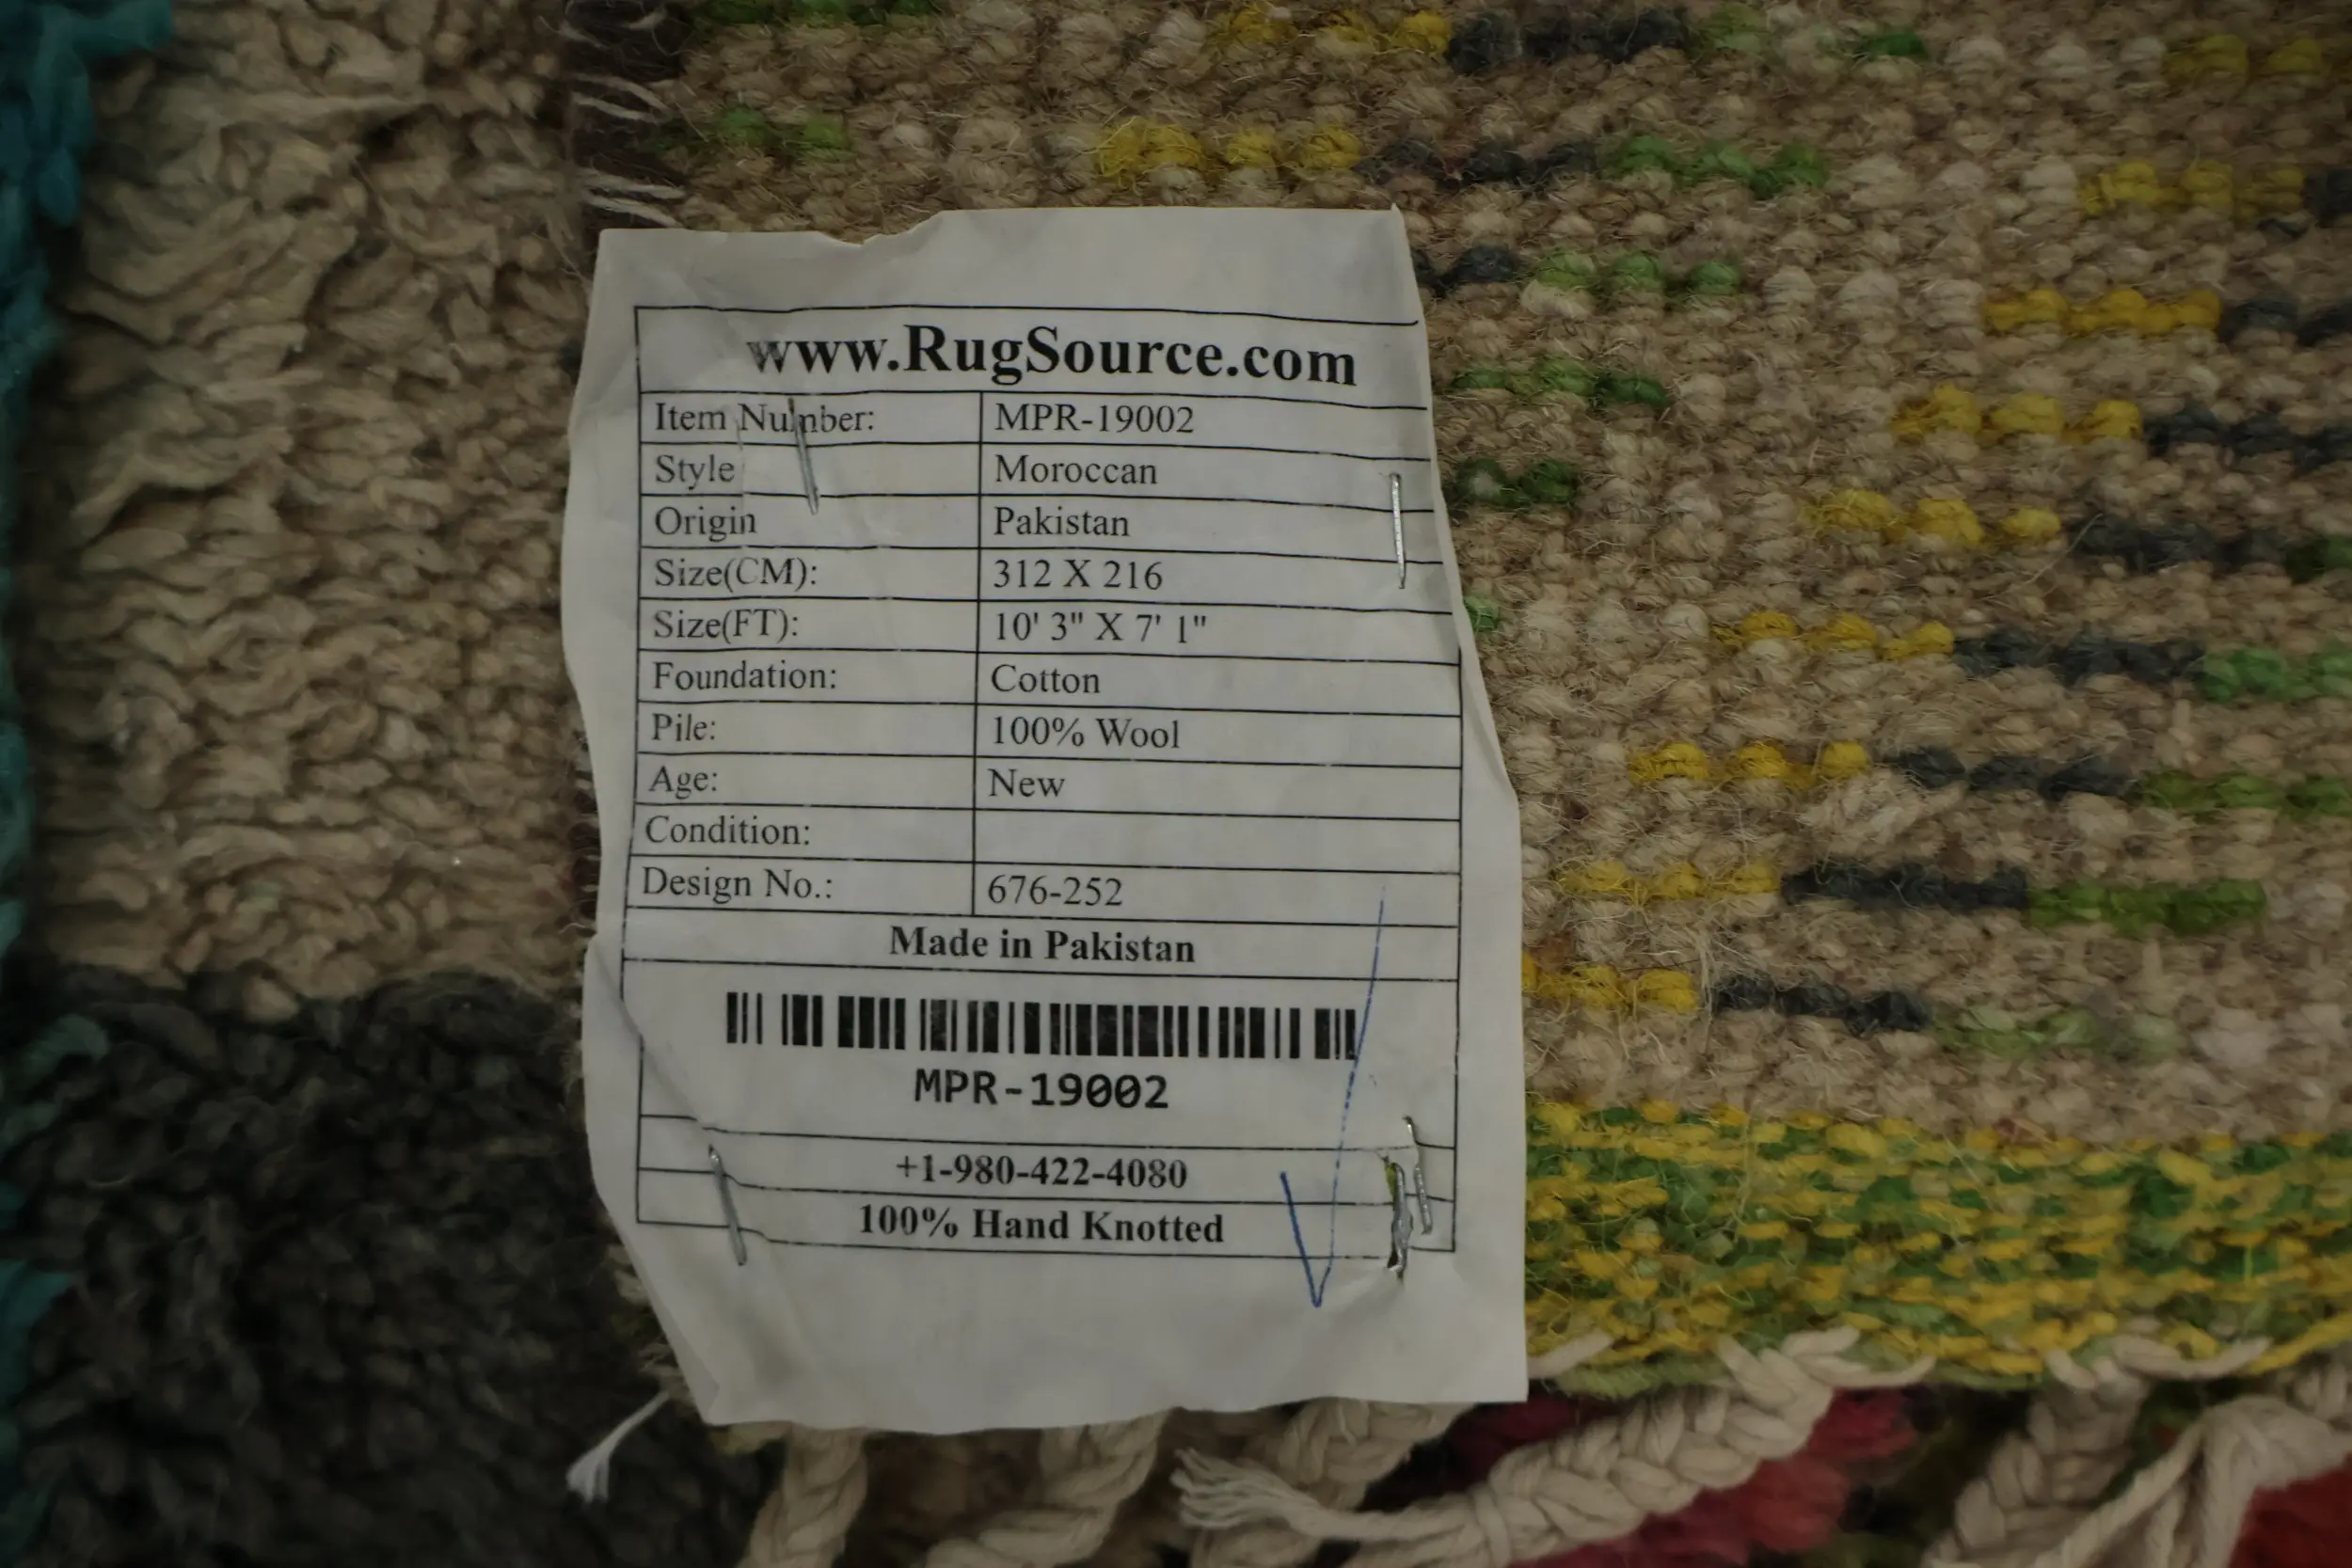 www.RugSource.com
Item Number: MPR-19002
Style Moroccan
Origin Pakistan
Size(CM): 312 X 216
Size(FT): 10' 3" X 7' 1"
Foundation: Cotton
Pile: 100% Wool
Age: New
Condition:
Design No.: 676-252
Made in Pakistan
MPR-19002
+1-980-422-4080
100% Hand Knotted